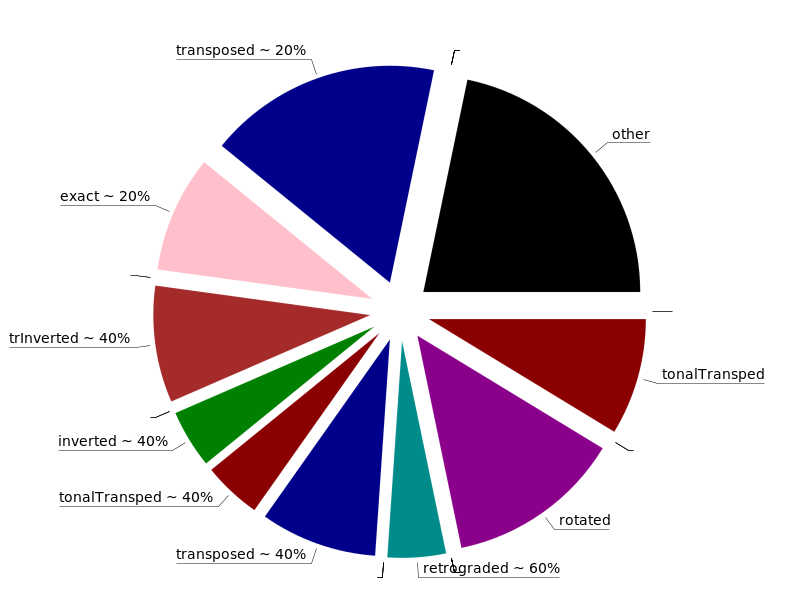 transposed ~ 20%
other
exact ~ 20%
trInverted ~ 40%
tonalTransped
inverted ~ 40%
tonalTransped ~ 40%
rotated
transposed ~ 40%
retrograded ~ 60%